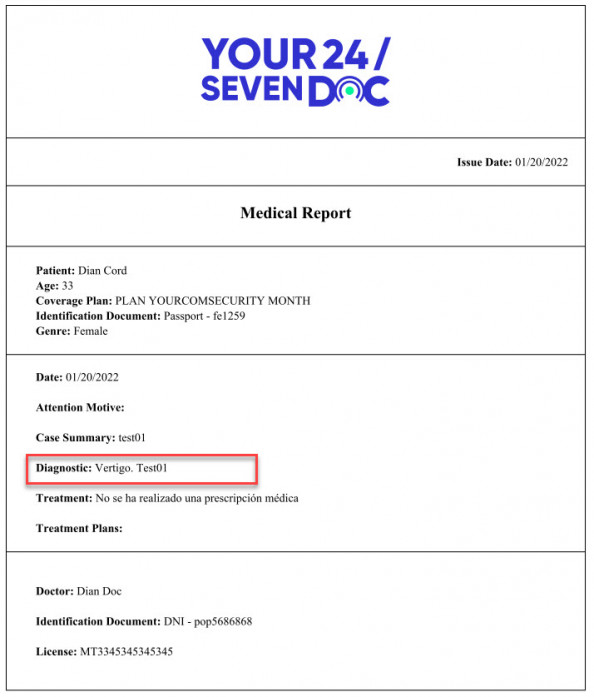 YOUR 24/
SEVEN DOC
Issue Date: 01/20/2022
Medical Report
Patient: Dian Cord
Age: 33
Coverage Plan: PLAN YOURCOMSECURITY MONTH
Identification Document: Passport - fe1259
Genre: Female
Date: 01/20/2022
Attention Motive:
Case Summary: test01
Diagnostic: Vertigo. Test01
Treatment: No se ha realizado una prescripción médica
Treatment Plans:
Doctor: Dian Doc
Identification Document: DNI - pop5686868
License: MT3345345345345